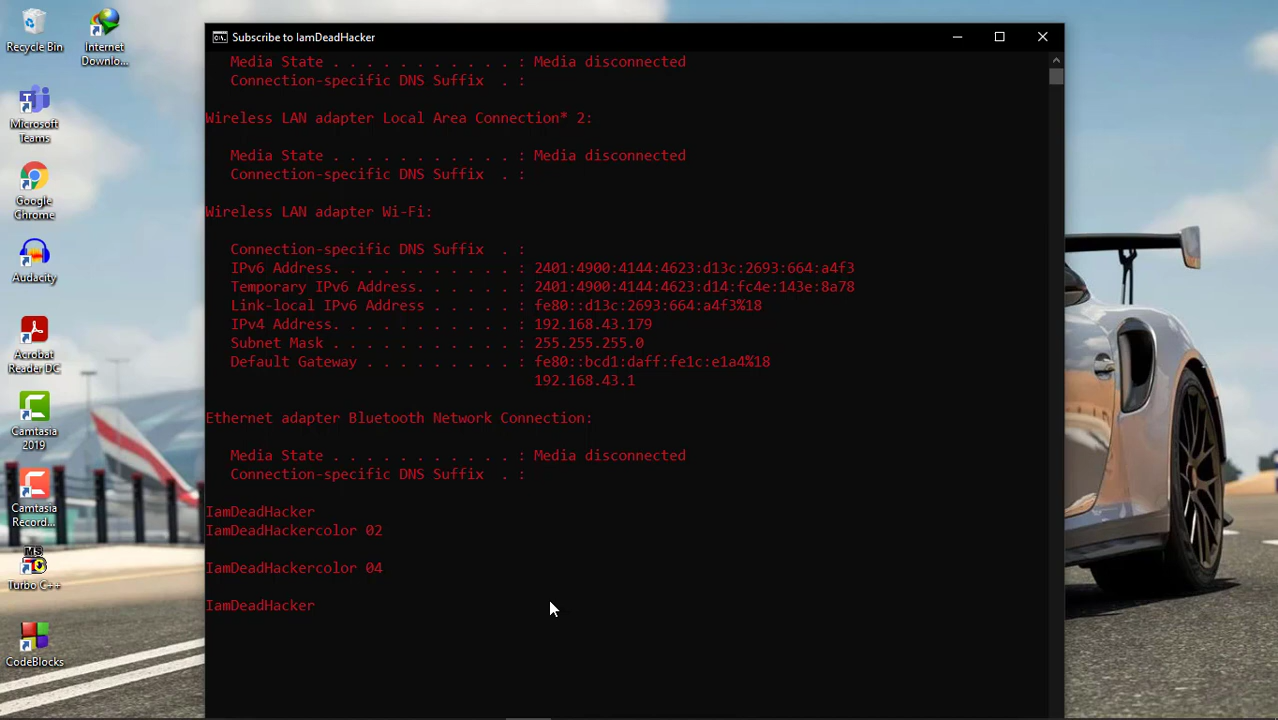 Recycle Bin
Internet
Downlo...
Microsoft
Teams
Google
Chrome
Audacity
Acrobat
Reader DC
Camtasia
2019
Camtasia
Record...
MS
Turbo C++
CodeBlocks
C:\.
Subscribe to IamDeadHacker
Media State . . . . . . . . . . . : Media disconnected
Connection-specific DNS Suffix  . :
Wireless LAN adapter Local Area Connection* 2:
Media State . . . . . . . . . . . : Media disconnected
Connection-specific DNS Suffix  . :
Wireless LAN adapter Wi-Fi:
Connection-specific DNS Suffix  . :
IPv6 Address. . . . . . . . . . . : 2401:4900:4144:4623:d13c:2693:664:a4f3
Temporary IPv6 Address. . . . . . : 2401:4900:4144:4623:d14:fc4e:143e:8a78
Link-local IPv6 Address . . . . . : fe80::d13c:2693:664:a4f3%18
IPv4 Address. . . . . . . . . . . : 192.168.43.179
Subnet Mask . . . . . . . . . . . : 255.255.255.0
Default Gateway . . . . . . . . . : fe80::bcd1:daff:fe1c:e1a4%18
192.168.43.1
Ethernet adapter Bluetooth Network Connection:
Media State . . . . . . . . . . . : Media disconnected
Connection-specific DNS Suffix  . :
IamDeadHacker
IamDeadHackercolor 02
IamDeadHackercolor 04
IamDeadHacker